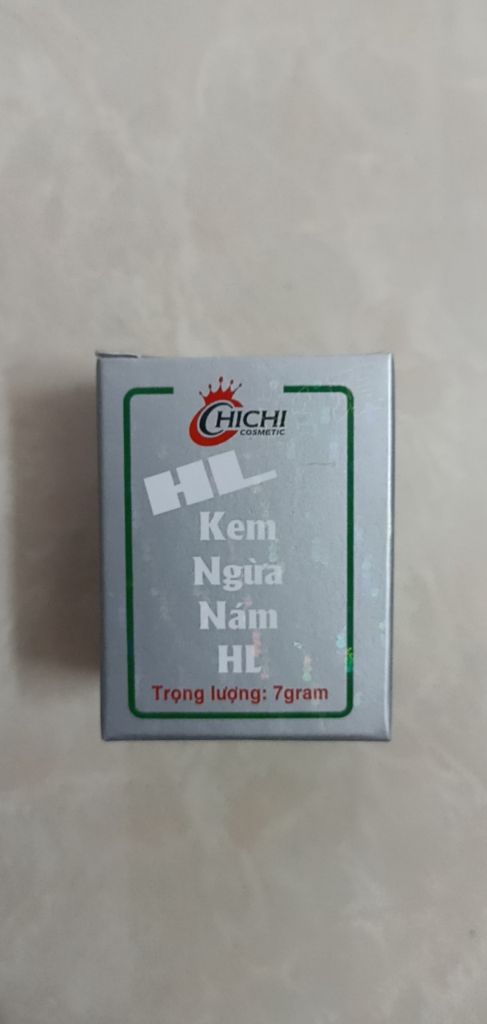 CHICHI
COSMETIC
HL
Kem
Ngừa
Nám
HL
Trọng lượng: 7gram